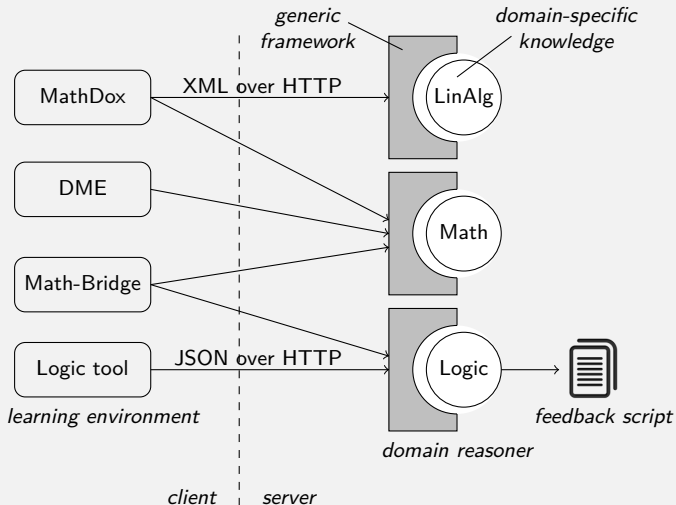 generic
framework
domain-specific
knowledge
MathDox
XML over HTTP
LinAlg
DME
Math
Math-Bridge
Logic tool
JSON over HTTP
Logic
learning environment
feedback script
domain reasoner
client
server